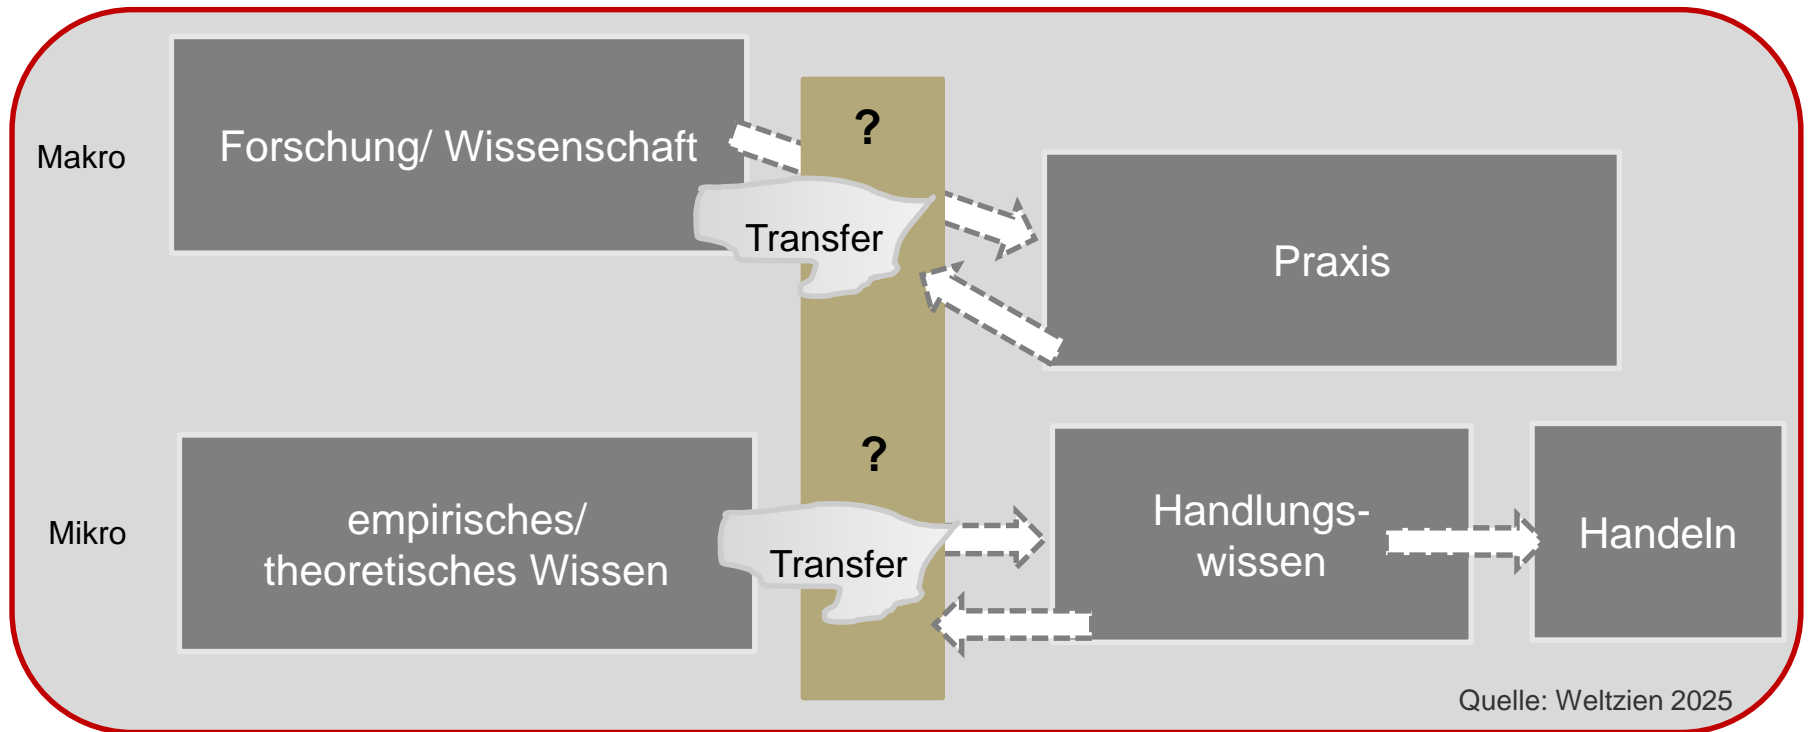 Makro
Forschung/ Wissenschaft
?
Transfer
Praxis
Mikro
empirisches/
theoretisches Wissen
?
Transfer
Handlungs-
wissen
Handeln
Quelle: Weltzien 2025